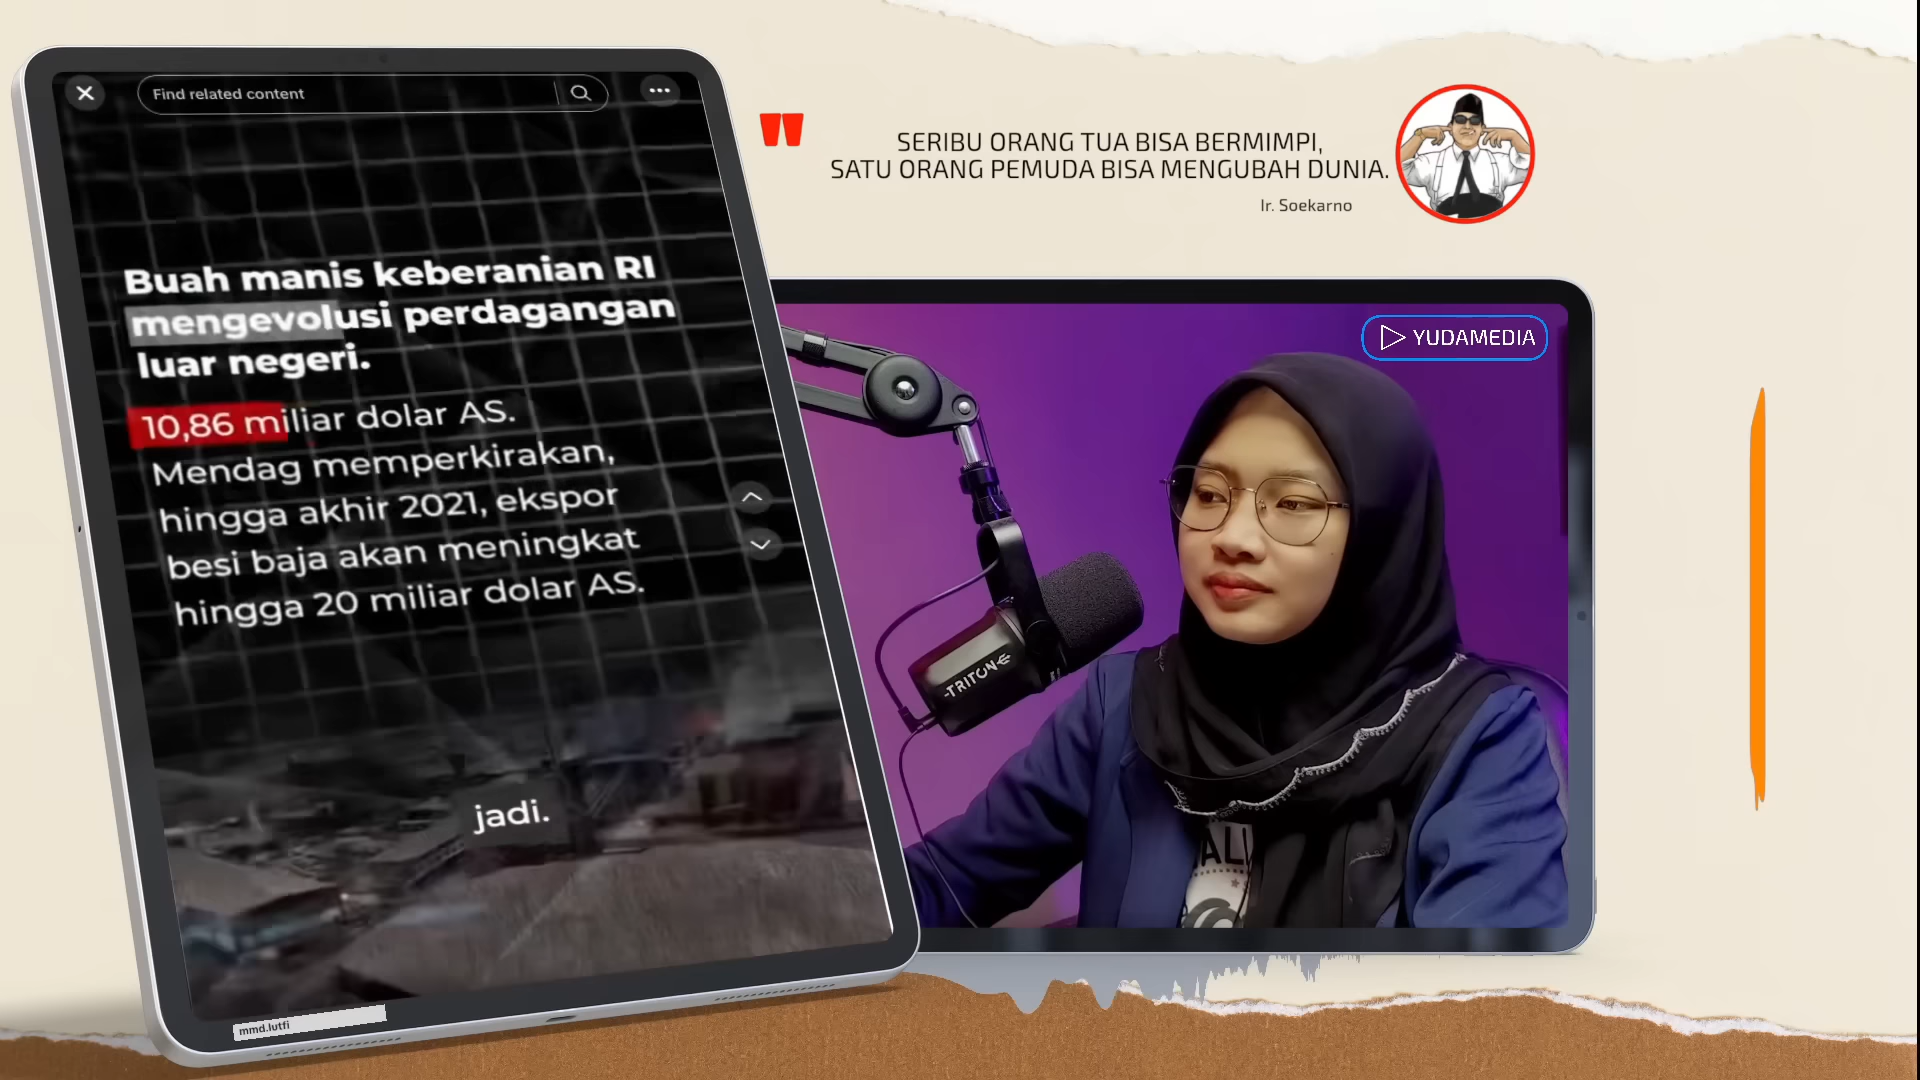 Find related content
Buah manis keberanian RI
mengevolusi perdagangan
luar negeri.
10,86 miliar dolar AS.
Mendag memperkirakan,
hingga akhir 2021, ekspor
besi baja akan meningkat
hingga 20 miliar dolar AS.
jadi.
mmd.lutfi
"
SERIBU ORANG TUA BISA BERMIMPI,
SATU ORANG PEMUDA BISA MENGUBAH DUNIA.
Ir. Soekarno
YUDAMEDIA
TRITON